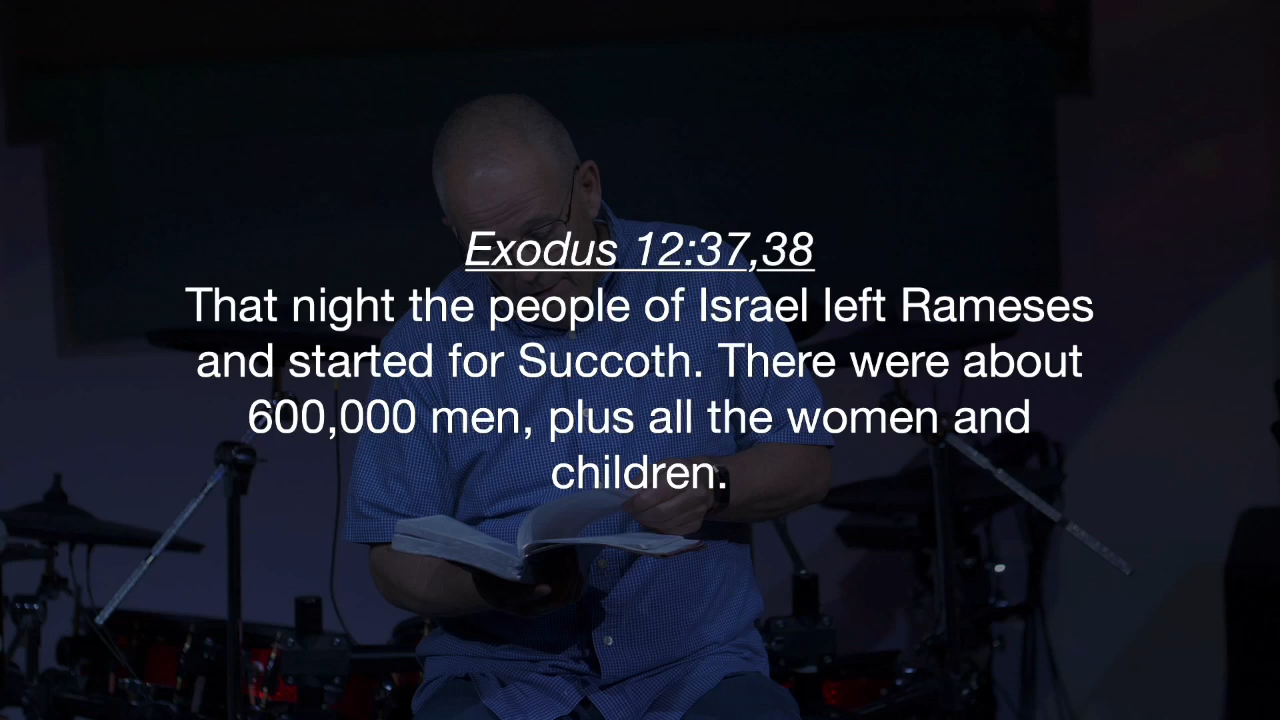 Exodus 12:37,38
That night the people of Israel left Rameses
and started for Succoth. There were about
600,000 men, plus all the women and
children.